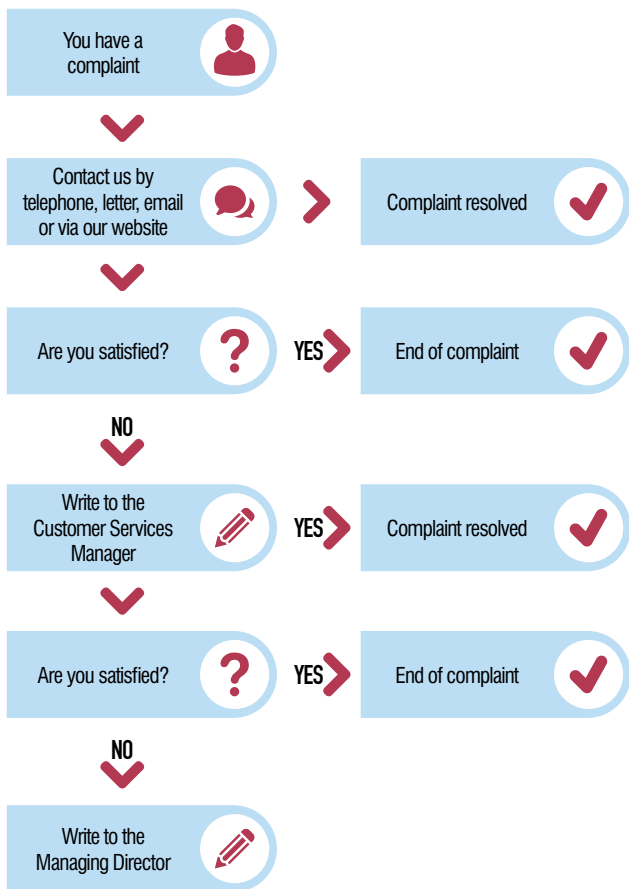 You have a
complaint
Contact us by
telephone, letter, email
or via our website
Complaint resolved
Are you satisfied?
YES
End of complaint
NO
Write to the
Customer Services
Manager
YES
Complaint resolved
Are you satisfied?
YES
End of complaint
NO
Write to the
Managing Director